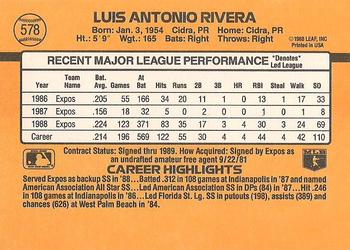 578
LUIS ANTONIO RIVERA
Born: Jan. 3, 1954 Cidra, PR Home: Cidra, PR
Ht.: 5' 9" Wgt.: 165 Bats: Right Throws: Right
© 1988 LEAF, INC
PRINTED IN USA
RECENT MAJOR LEAGUE PERFORMANCE *Denotes Led League
Year Team Name Bat. Avg. At Bat Hits Runs 2B 3B HR RBI Steal Walk SO
1986 Expos .205 55 166 34 20 11 1 0 13 1 17 33
1987 Expos .156 18 32 5 0 2 0 0 1 0 1 8
1988 Expos .224 123 371 83 35 17 3 4 30 3 24 69
Career .214 196 569 122 55 30 4 4 44 4 42 110
Contract Status: Signed thru 1989. How Acquired: Signed by Expos as an undrafted amateur free agent 9/22/81
CAREER HIGHLIGHTS
Served Expos as backup SS in '88...Batted .312 in 108 games at Indianapolis in '87 and named American Association All Star SS...Led American Association SS in DPs (84) in '87...Hit .246 in 108 games at Indianapolis in '86...Led Florida St. Lg. SS in putouts (198), assists (389) and chances (626) at West Palm Beach in '84.